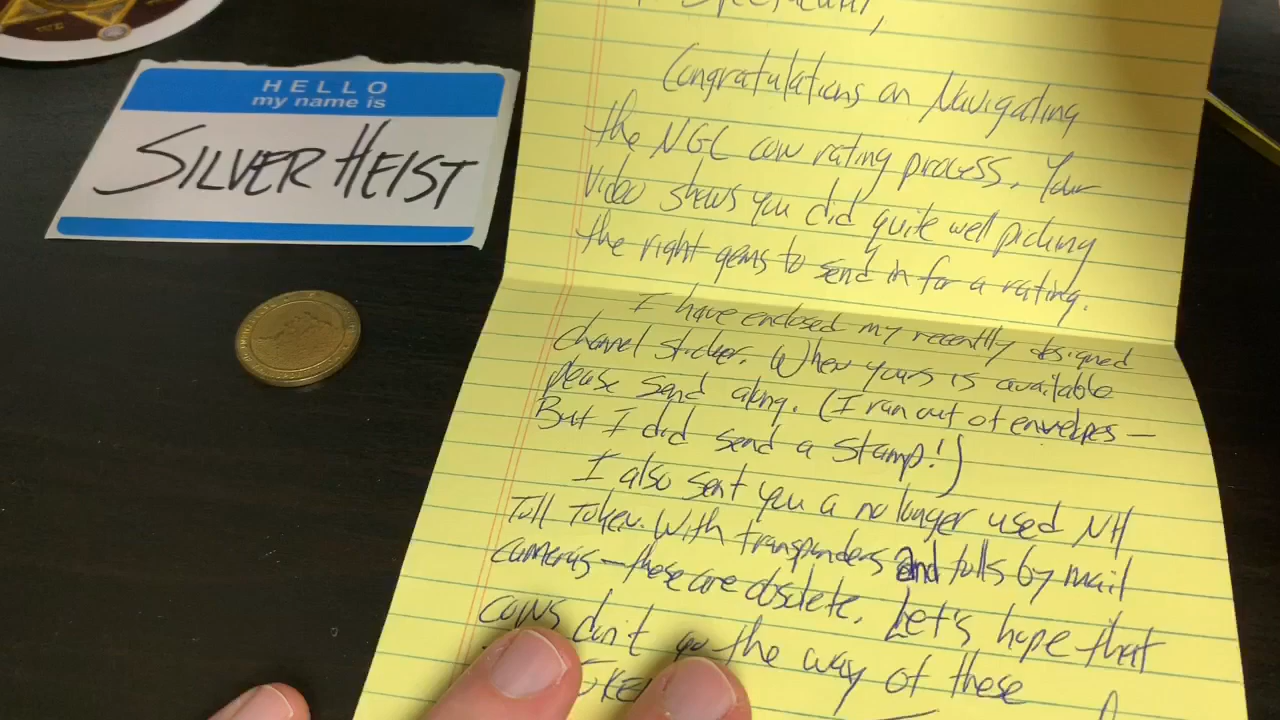 HELLO
my name is
SILVER HEIST
Congratulations on Navigating
the NGC coin rating process. Your
video shows you did quite well picking
the right gems to send in for a rating.
I have enclosed my recently designed
channel sticker. When yours is available
please send along. (I ran out of envelopes —
But I did send a stamp!)
I also sent you a no longer used NH
Toll Token. With transponders and tolls by mail
cameras — these are obsolete. Let's hope that
coins don't go the way of these